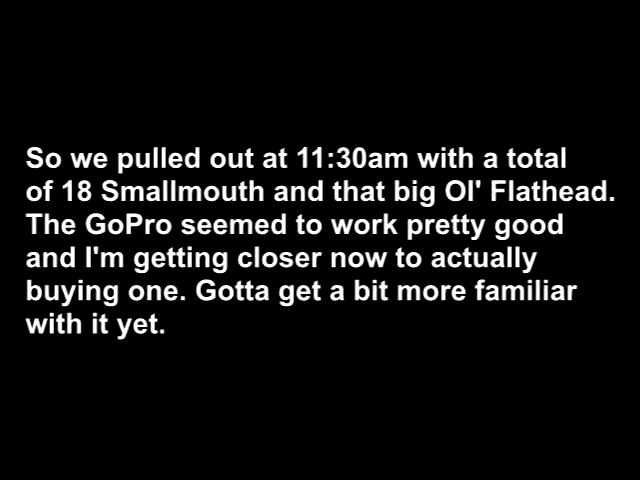 So we pulled out at 11:30am with a total
of 18 Smallmouth and that big Ol' Flathead.
The GoPro seemed to work pretty good
and I'm getting closer now to actually
buying one. Gotta get a bit more familiar
with it yet.